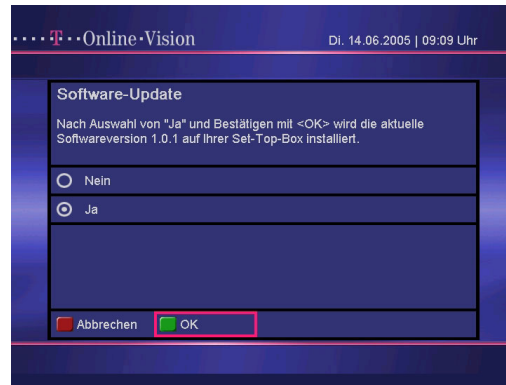 ····T··Online·Vision
Di. 14.06.2005 | 09:09 Uhr
Software-Update
Nach Auswahl von "Ja" und Bestätigen mit <OK> wird die aktuelle
Softwareversion 1.0.1 auf Ihrer Set-Top-Box installiert.
Nein
Ja
Abbrechen
OK